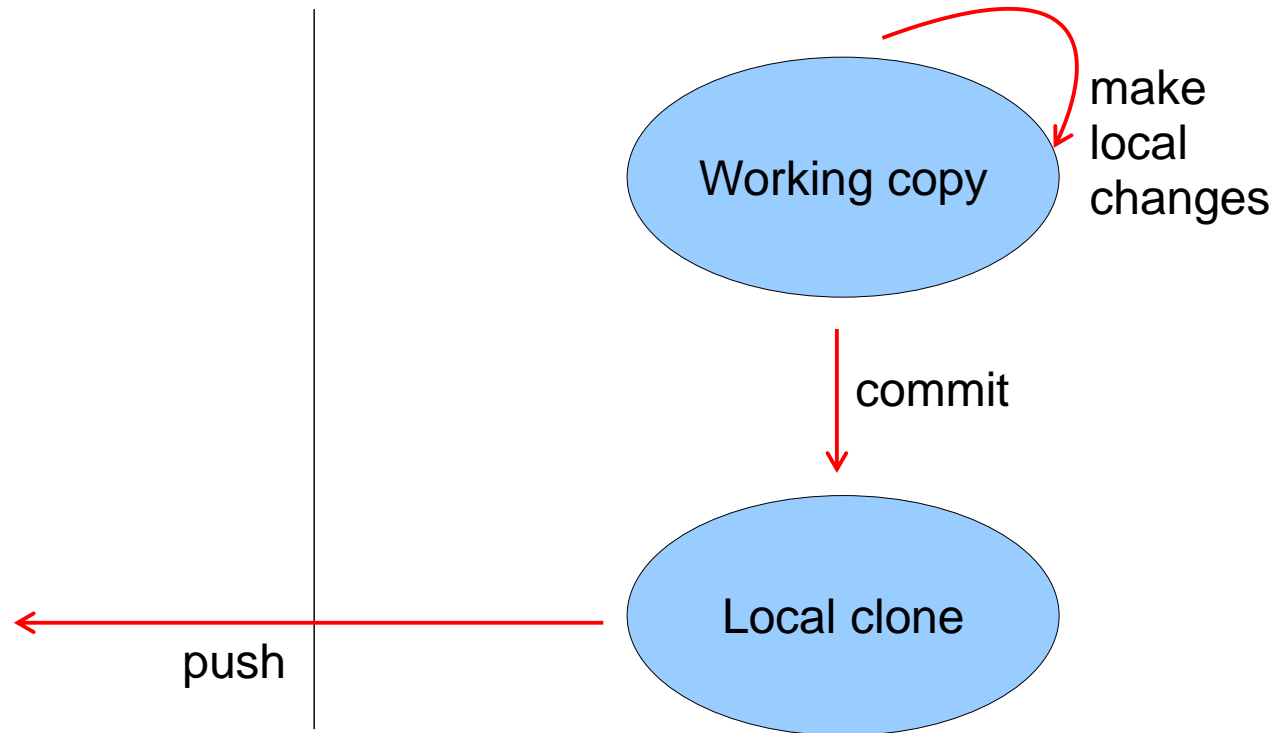 make
local
changes
Working copy
commit
Local clone
push